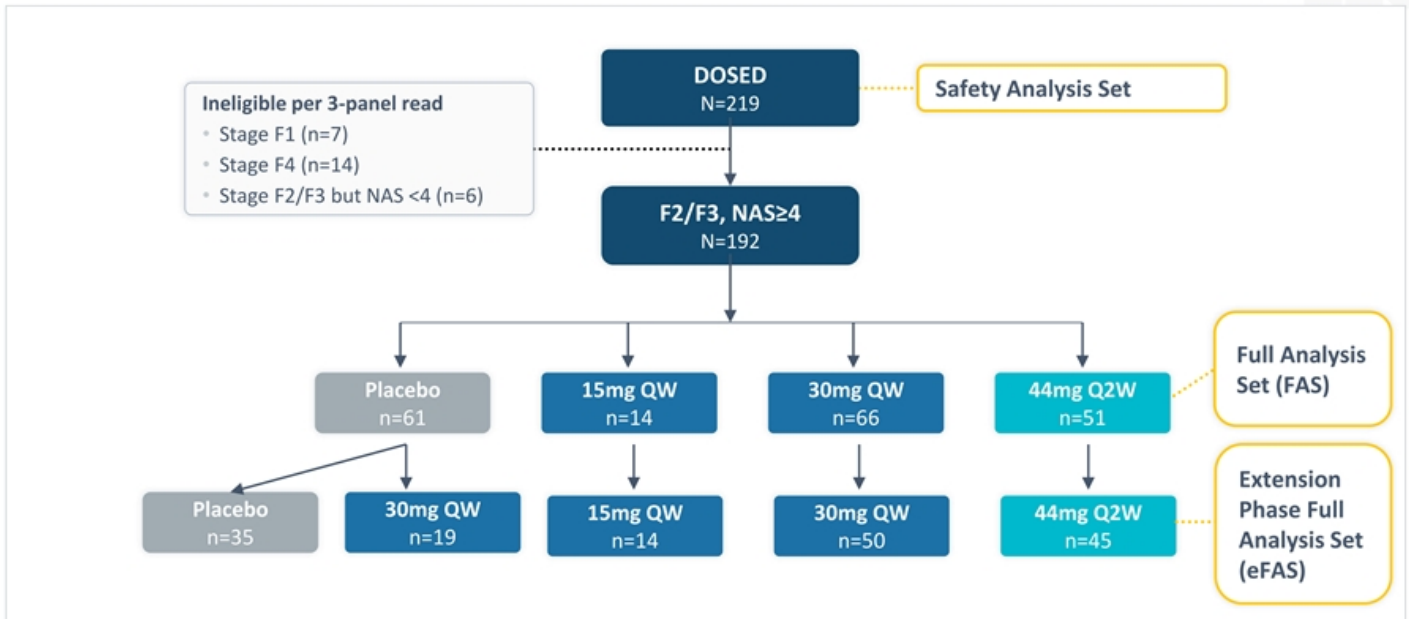 DOSED
N=219
Safety Analysis Set
Ineligible per 3-panel read
• Stage F1 (n=7)
• Stage F4 (n=14)
• Stage F2/F3 but NAS <4 (n=6)
F2/F3, NAS≥4
N=192
Placebo
n=61
15mg QW
n=14
30mg QW
n=66
44mg Q2W
n=51
Full Analysis
Set (FAS)
Placebo
n=35
30mg QW
n=19
15mg QW
n=14
30mg QW
n=50
44mg Q2W
n=45
Extension
Phase Full
Analysis Set
(eFAS)